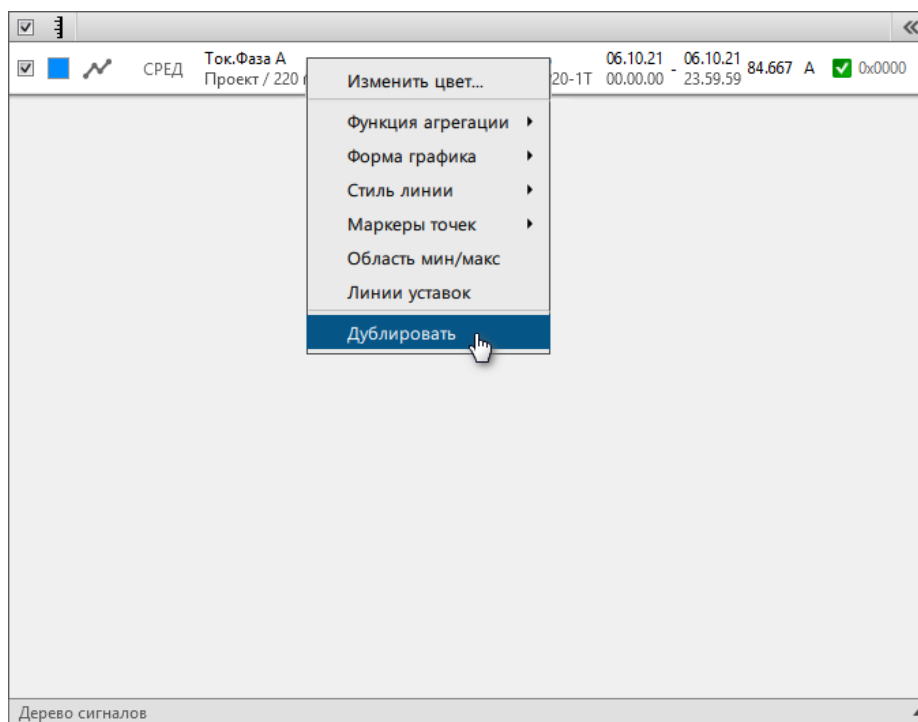 СРЕД
Ток.Фаза А
Проект / 220
20-1Т
06.10.21 - 06.10.21
00.00.00 23.59.59
84.667 А
0x0000
Изменить цвет...
Функция агрегации
Форма графика
Стиль линии
Маркеры точек
Область мин/макс
Линии уставок
Дублировать
Дерево сигналов